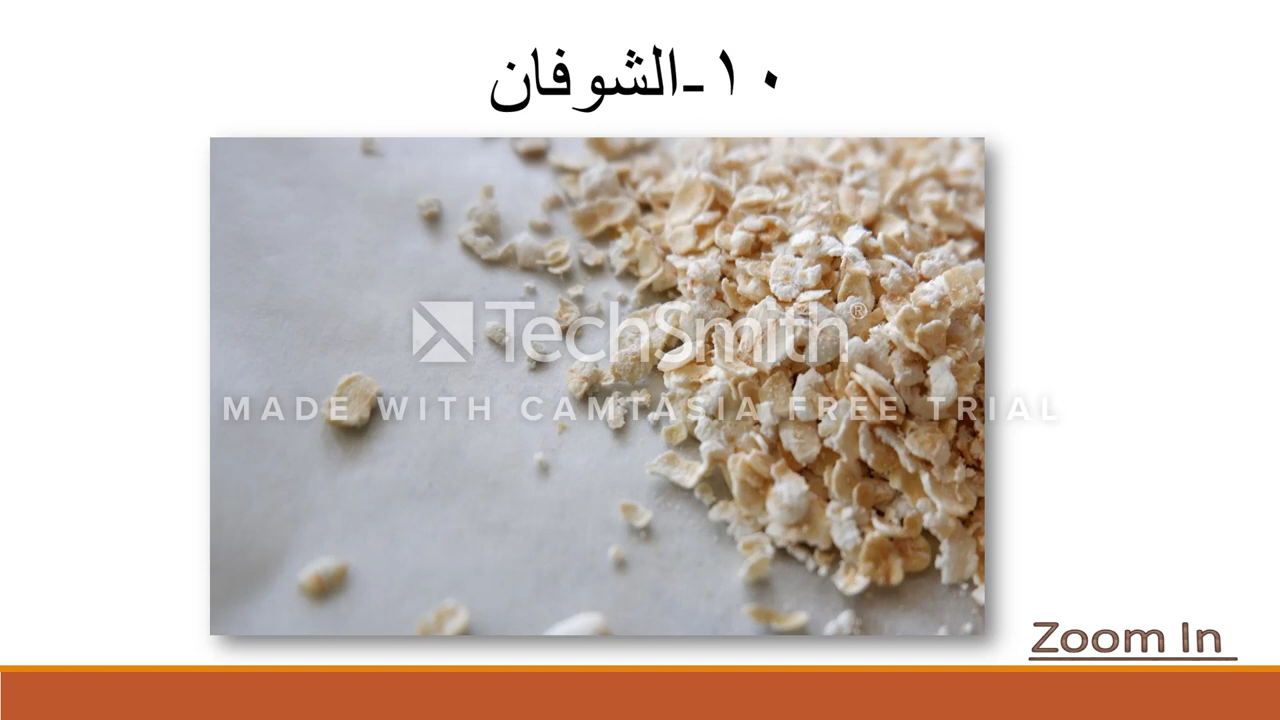 ١٠-الشوفان
TechSmith®
MADE WITH CAMTASIA FREE TRIAL
Zoom In